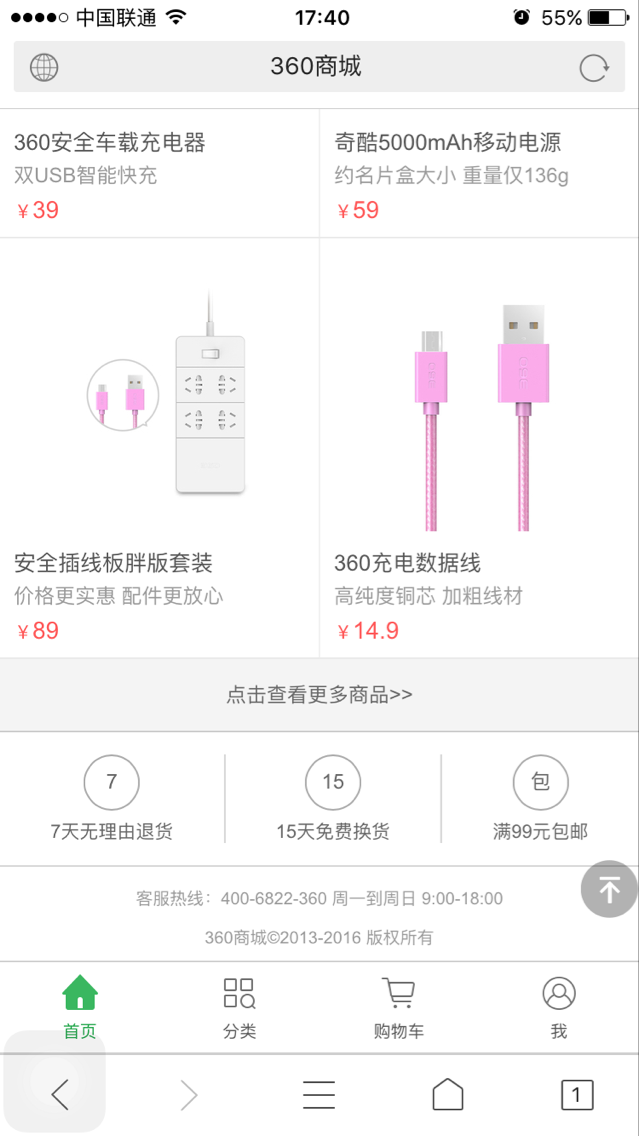 中国联通 17:40 55%
360商城
360安全车载充电器 奇酷5000mAh移动电源
双USB智能快充 约名片盒大小 重量仅136g
￥39 ￥59
安全插线板胖版套装 360充电数据线
价格更实惠 配件更放心 高纯度铜芯 加粗线材
￥89 ￥14.9
点击查看更多商品>>
7 15 包
7天无理由退货 15天免费换货 满99元包邮
客服热线：400-6822-360 周一到周日 9:00-18:00
360商城©2013-2016 版权所有
首页 分类 购物车 我
1